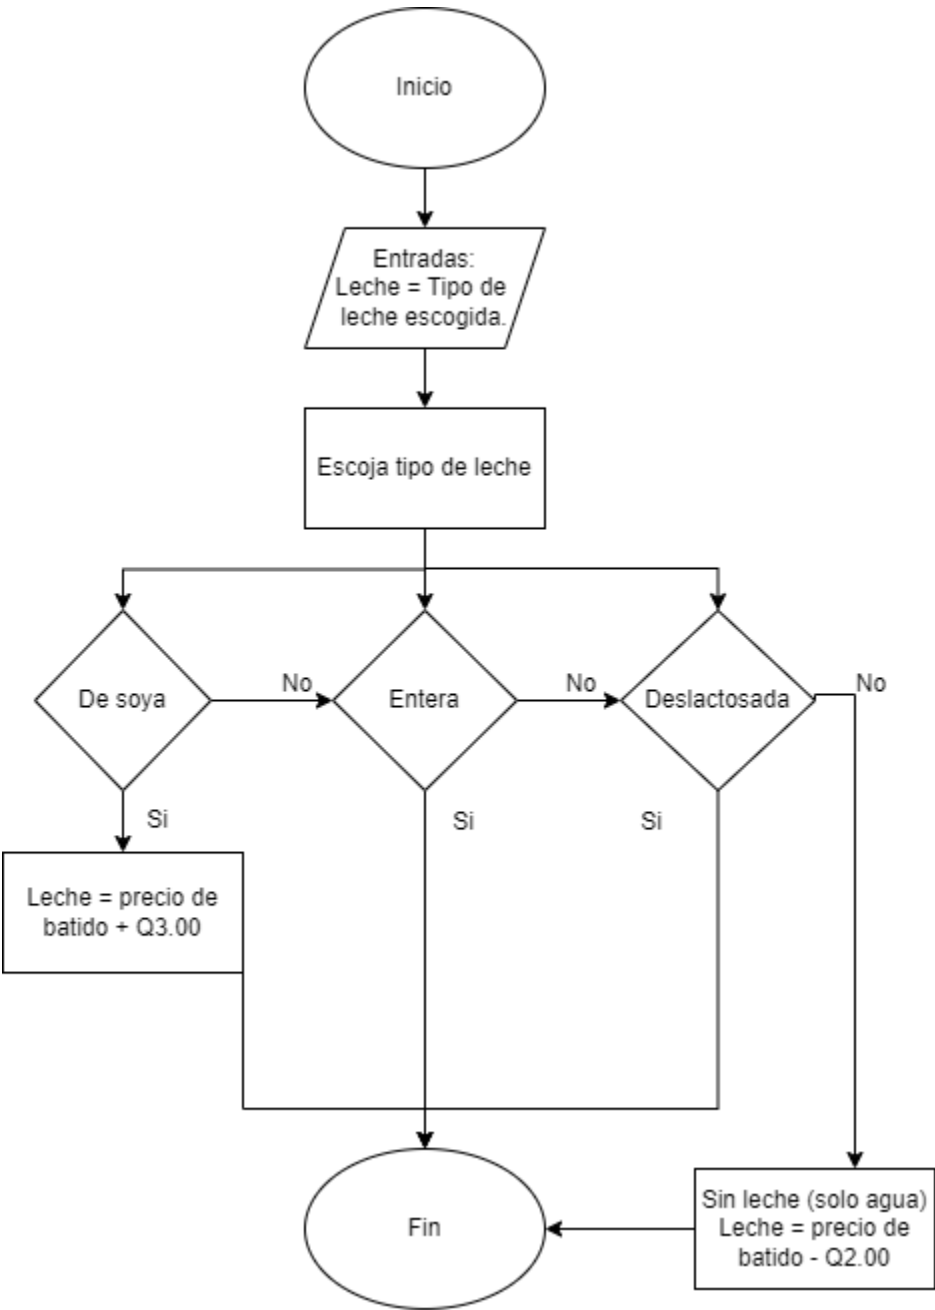 Inicio
Entradas:
Leche = Tipo de
leche escogida.
Escoja tipo de leche
De soya
No
Entera
No
Deslactosada
No
Si
Si
Si
Leche = precio de
batido + Q3.00
Fin
Sin leche (solo agua)
Leche = precio de
batido - Q2.00